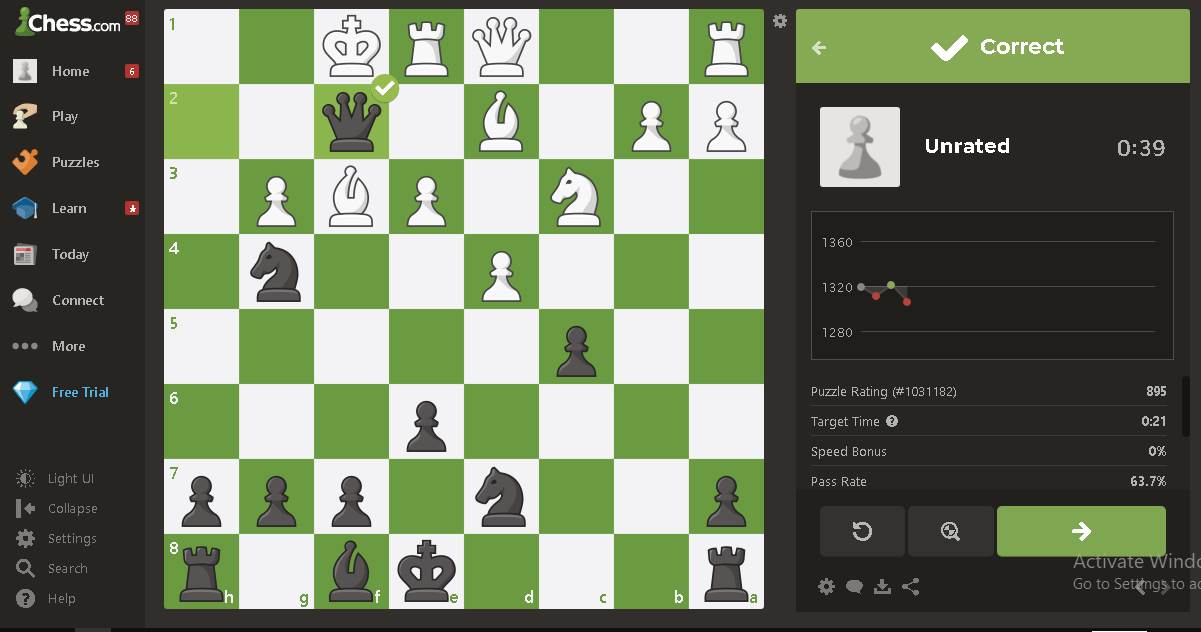 Chess.com 88
Home 6
Play
Puzzles
Learn
Today
Connect
More
Free Trial
Light UI
Collapse
Settings
Search
Help
1
2
3
4
5
6
7
8
h g f e d c b a
Correct
Unrated 0:39
1360
1320
1280
Puzzle Rating (#1031182) 895
Target Time ? 0:21
Speed Bonus 0%
Pass Rate 63.7%
Activate Windo
Go to Settings to ac